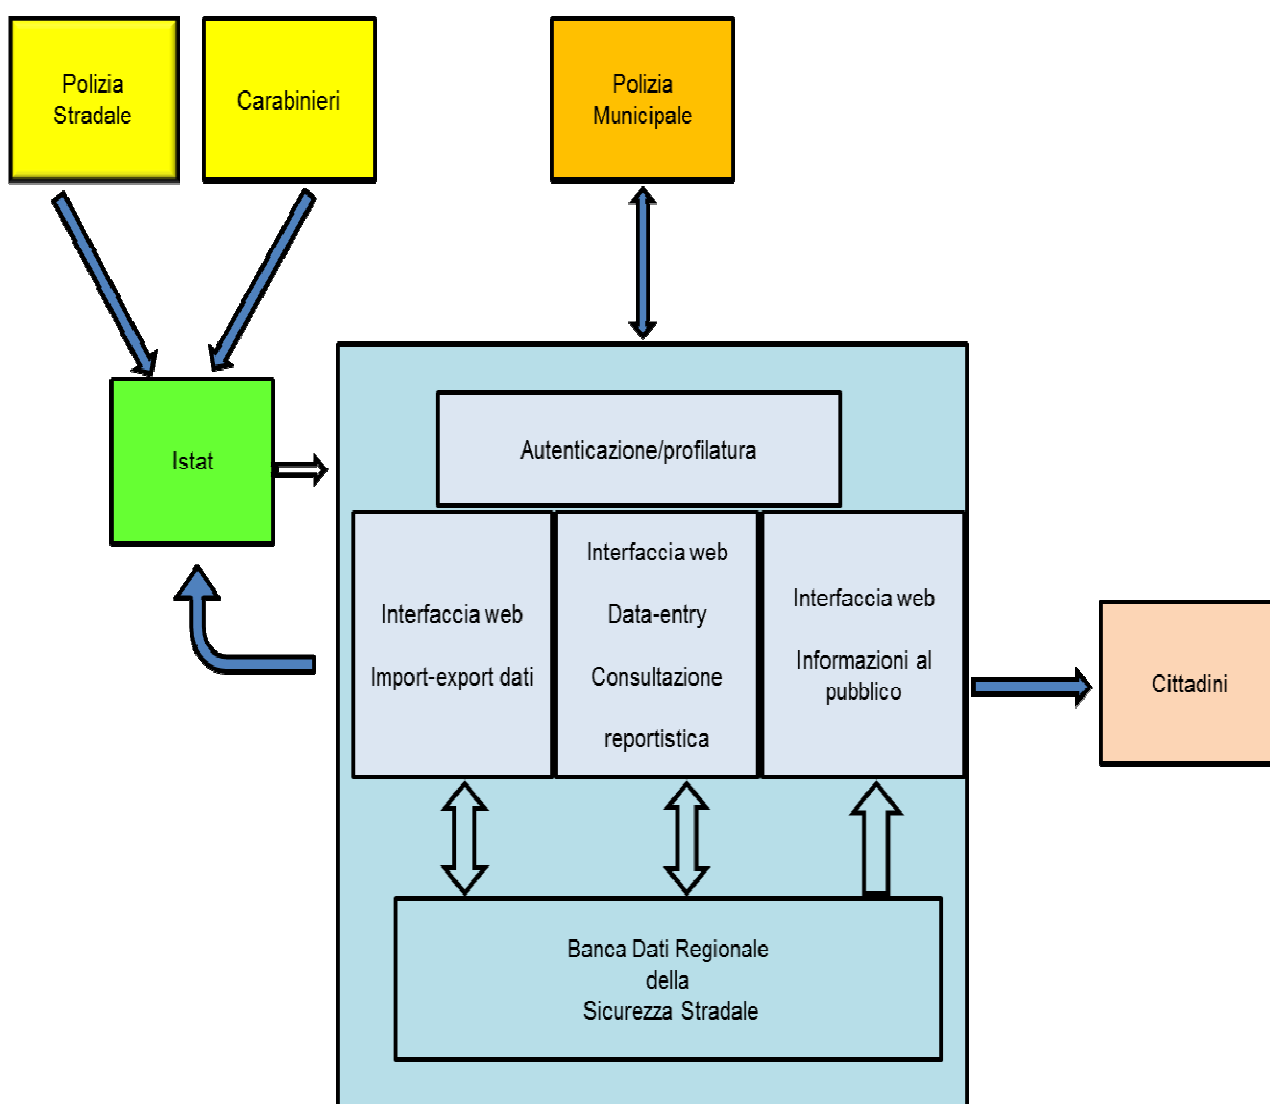 Polizia
Stradale
Carabinieri
Polizia
Municipale
Istat
Autenticazione/profilatura
Interfaccia web
Import-export dati
Interfaccia web
Data-entry
Consultazione
reportistica
Interfaccia web
Informazioni al
pubblico
Cittadini
Banca Dati Regionale
della
Sicurezza Stradale